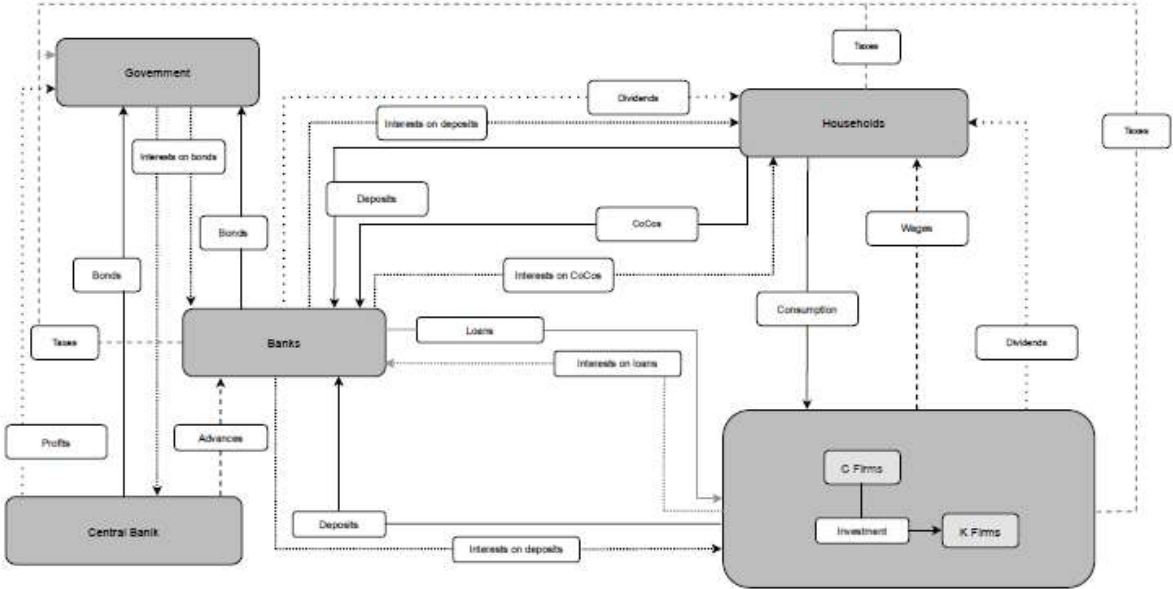 Taxes
Government
Dividends
Households
Interests on deposits
Taxes
Interests on bonds
Deposits
Bonds
CoCos
Wages
Bonds
Interests on CoCos
Consumption
Loans
Taxes
Banks
Dividends
Interests on loans
Profits
Advances
C Firms
Central Bank
Deposits
Investment
K Firms
Interests on deposits